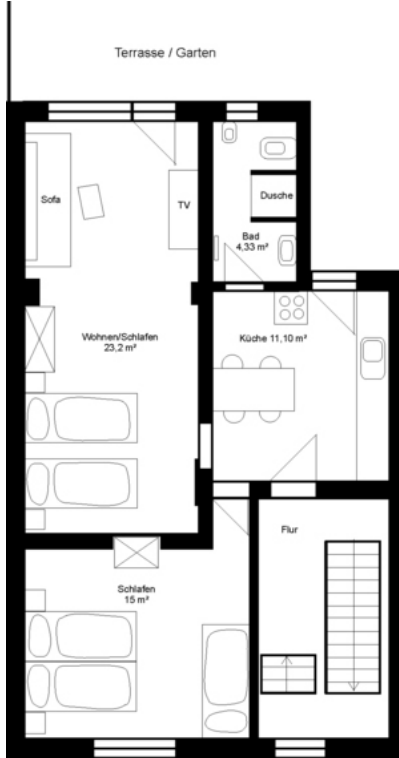 Terrasse / Garten
Sofa
TV
Dusche
Bad
4,33 m²
Wohnen/Schlafen
23,2 m²
Küche 11,10 m²
Flur
Schlafen
15 m²